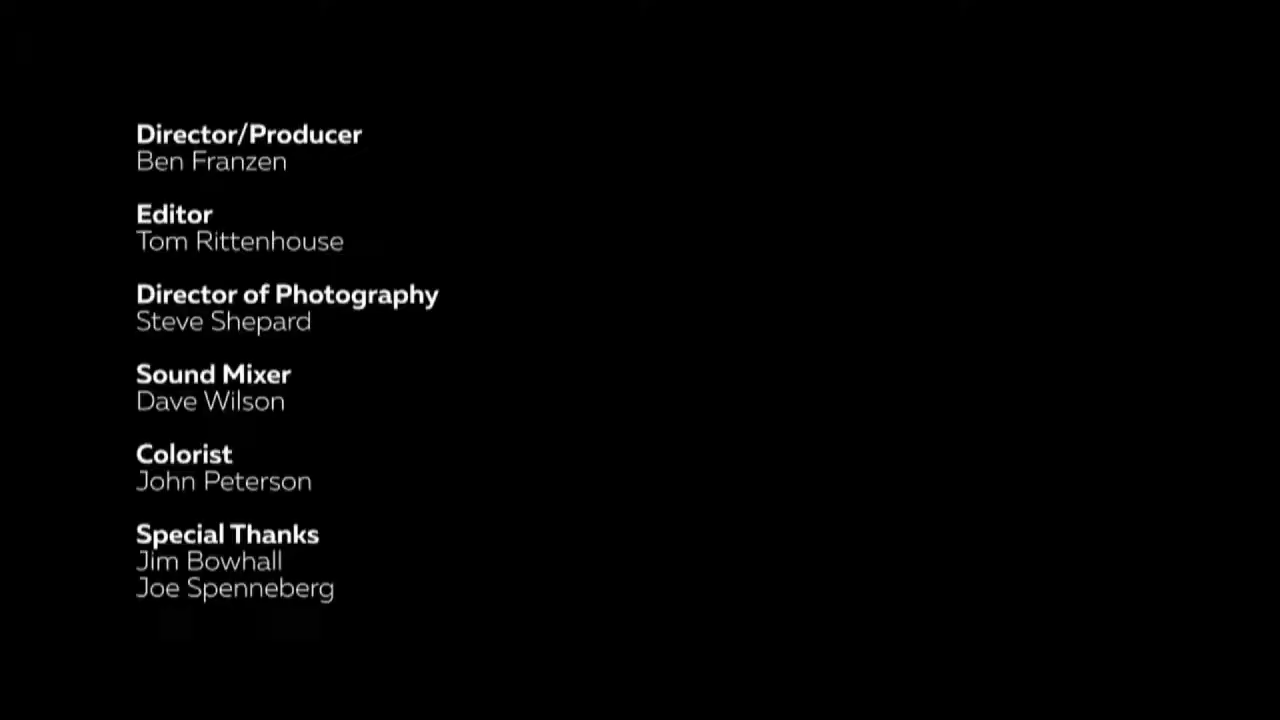 Director/Producer
Ben Franzen
Editor
Tom Rittenhouse
Director of Photography
Steve Shepard
Sound Mixer
Dave Wilson
Colorist
John Peterson
Special Thanks
Jim Bowhall
Joe Spenneberg